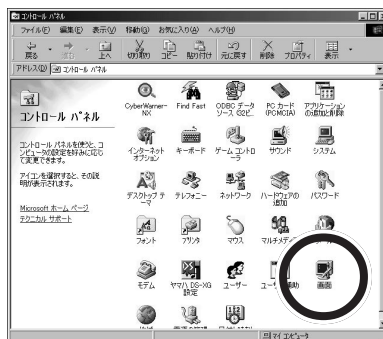 コントロール パネル
ファイル(F) 編集(E) 表示(V) 移動(G) お気に入り(A) ヘルプ(H)
戻る 進む 上へ 切り取り コピー 貼り付け 元に戻す 削除 プロパティ 表示
アドレス(D) コントロール パネル
コントロール パネル
コントロール パネルを使うと、コ
ンピュータの設定を好みに応じ
て変更できます。
アイコンを選択すると、その説
明が表示されます。
Microsoft ホーム ページ
テクニカル サポート
CyberWarner-NX
Find Fast
ODBC データ
ソース
PC カード
(PCMCIA)
アプリケーション
の追加と削除
インターネット
オプション
キーボード
ゲーム コントロ
ーラ
サウンド
システム
デスクトップ テ
ーマ
テレフォニー
ネットワーク
ハードウェアの
追加
パスワード
フォント
プリンタ
マウス
マルチメディ
モデム
ヤマハ DS-XG
設定
ユーザー
画面
マイ コンピュータ